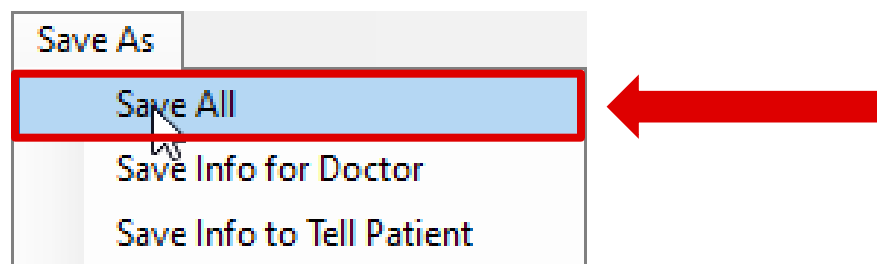 Save As
Save All
Save Info for Doctor
Save Info to Tell Patient